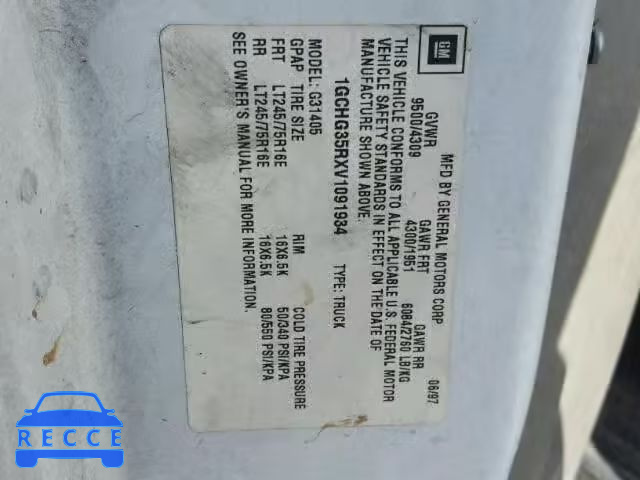 GM
MFD BY GENERAL MOTORS CORP 06/97
GVWR GAWR FRT GAWR RR
9500/4309 4300/1951 6084/2760 LB/KG
THIS VEHICLE CONFORMS TO ALL APPLICABLE U.S. FEDERAL MOTOR
VEHICLE SAFETY STANDARDS IN EFFECT ON THE DATE OF
MANUFACTURE SHOWN ABOVE.
1GCHG35RXV1091934 TYPE: TRUCK
MODEL: G31405
GPAP TIRE SIZE RIM COLD TIRE PRESSURE
FRT LT245/75R16E 16X6.5K 50/340 PSI/KPA
RR LT245/75R16E 16X6.5K 80/550 PSI/KPA
SEE OWNER'S MANUAL FOR MORE INFORMATION.
RECCE